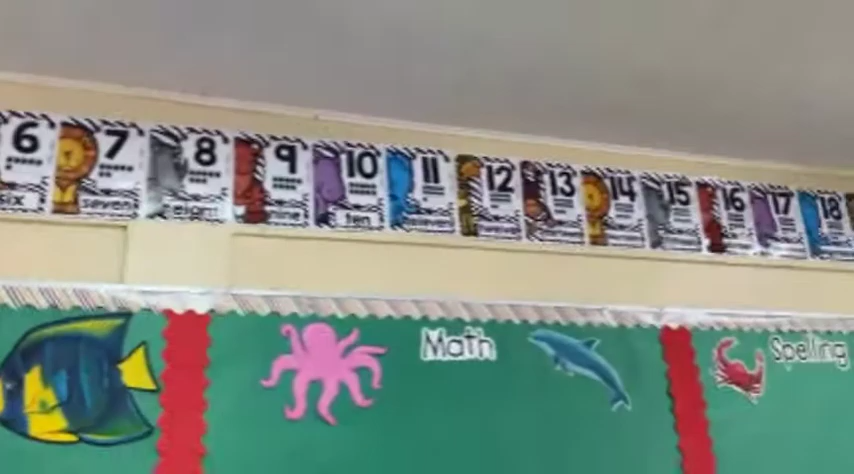 6 7 8 9 10 11 12 13 14 15 16 17 18
six seven eight nine ten
Math Spelling